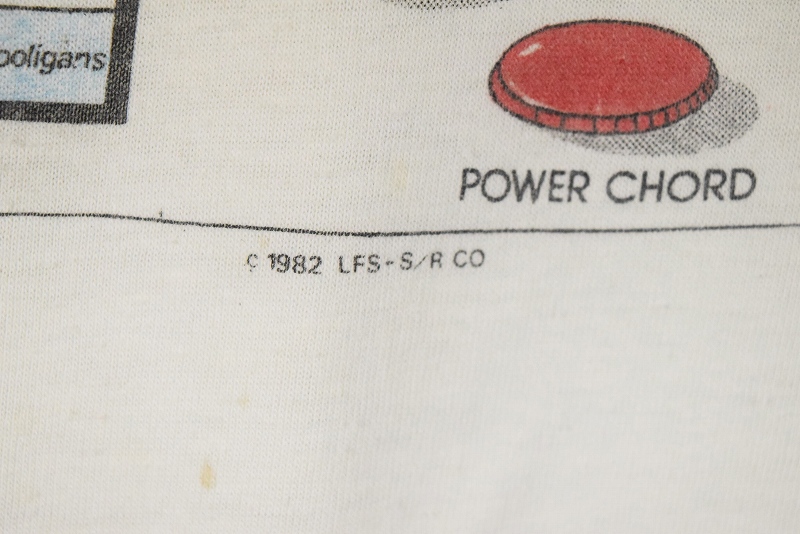 ooligans
POWER CHORD
© 1982 LFS-S/R CO